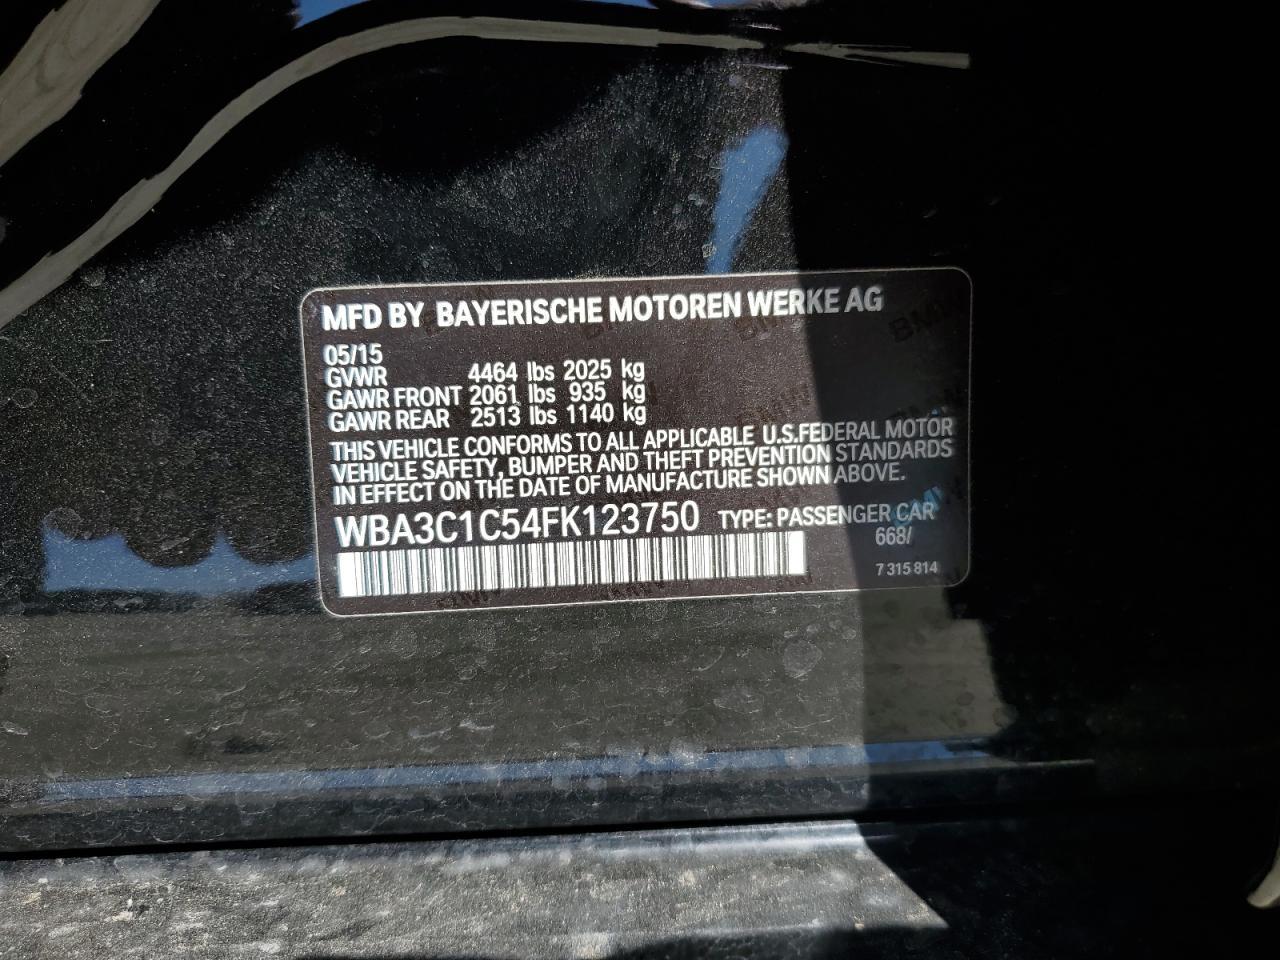 MFD BY BAYERISCHE MOTOREN WERKE AG
05/15
GVWR 4464 lbs 2025 kg
GAWR FRONT 2061 lbs 935 kg
GAWR REAR 2513 lbs 1140 kg
THIS VEHICLE CONFORMS TO ALL APPLICABLE U.S.FEDERAL MOTOR
VEHICLE SAFETY, BUMPER AND THEFT PREVENTION STANDARDS
IN EFFECT ON THE DATE OF MANUFACTURE SHOWN ABOVE.
WBA3C1C54FK123750 TYPE: PASSENGER CAR
668/
7 315 814